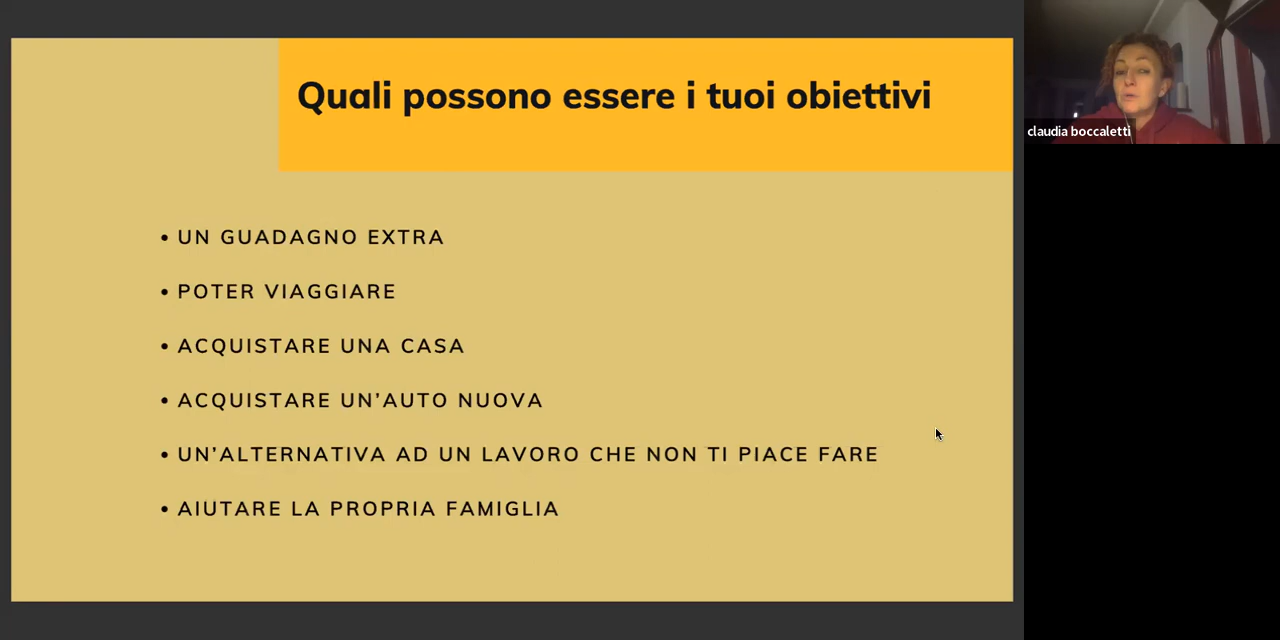 Quali possono essere i tuoi obiettivi
• UN GUADAGNO EXTRA
• POTER VIAGGIARE
• ACQUISTARE UNA CASA
• ACQUISTARE UN'AUTO NUOVA
• UN'ALTERNATIVA AD UN LAVORO CHE NON TI PIACE FARE
• AIUTARE LA PROPRIA FAMIGLIA
claudia boccaletti